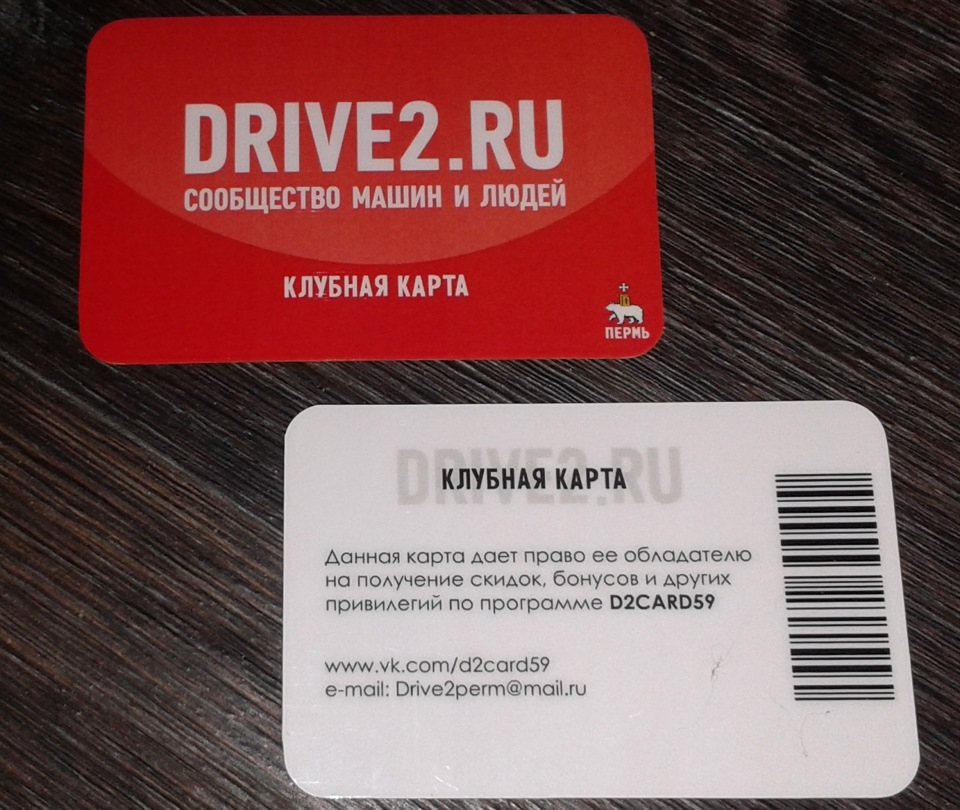 DRIVE2.RU
СООБЩЕСТВО МАШИН И ЛЮДЕЙ
КЛУБНАЯ КАРТА
ПЕРМЬ
DRIVE2.RU
КЛУБНАЯ КАРТА
Данная карта дает право ее обладателю
на получение скидок, бонусов и других
привилегий по программе D2CARD59
www.vk.com/d2card59
e-mail: Drive2perm@mail.ru